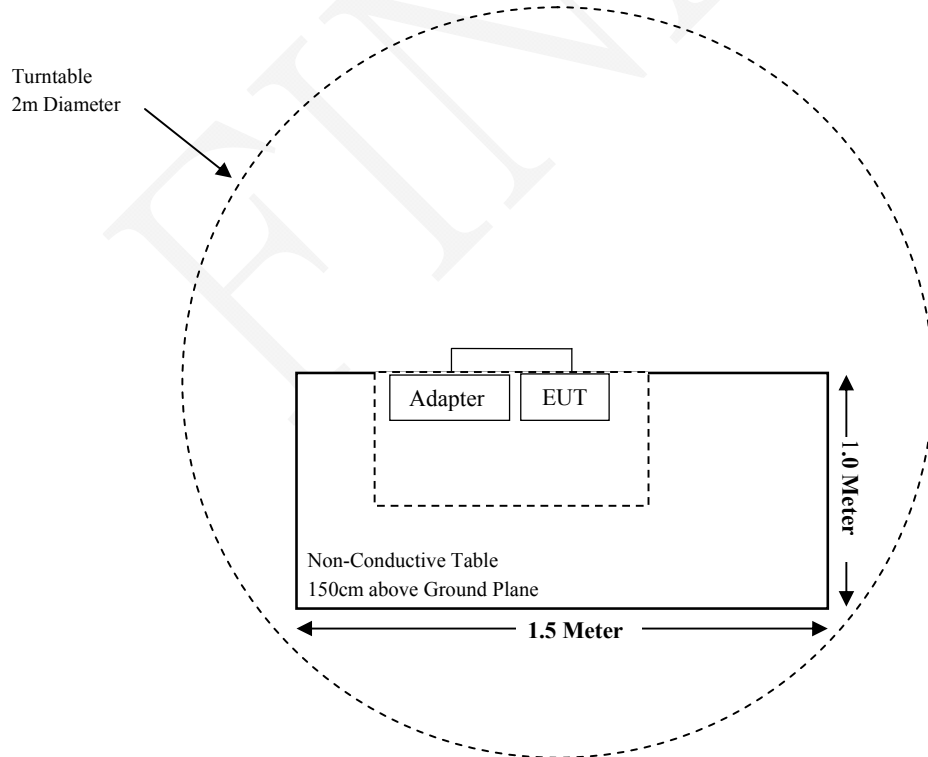 Turntable
2m Diameter
Adapter
EUT
1.0 Meter
Non-Conductive Table
150cm above Ground Plane
1.5 Meter